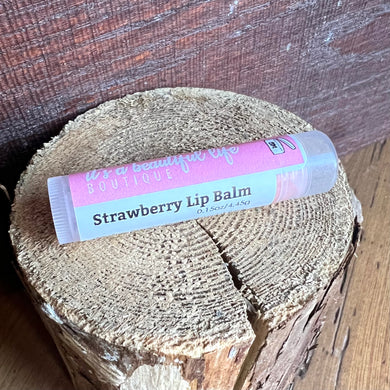 it's a beautiful life
BOUTIQUE
Strawberry Lip Balm
0.15oz/4.45g